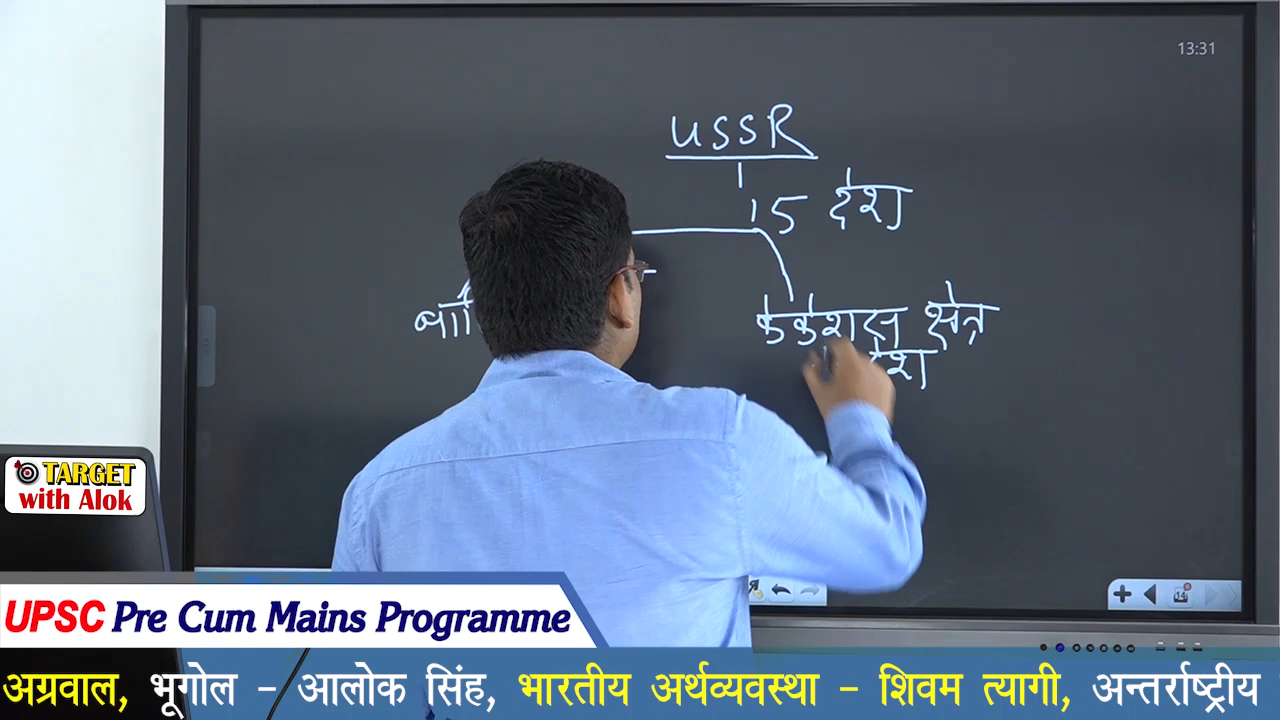 13:31
USSR
15 देश
केकेशस क्षेत्र
देश
TARGET
with Alok
14
UPSC Pre Cum Mains Programme
अग्रवाल, भूगोल - आलोक सिंह, भारतीय अर्थव्यवस्था - शिवम त्यागी, अन्तर्राष्ट्रीय